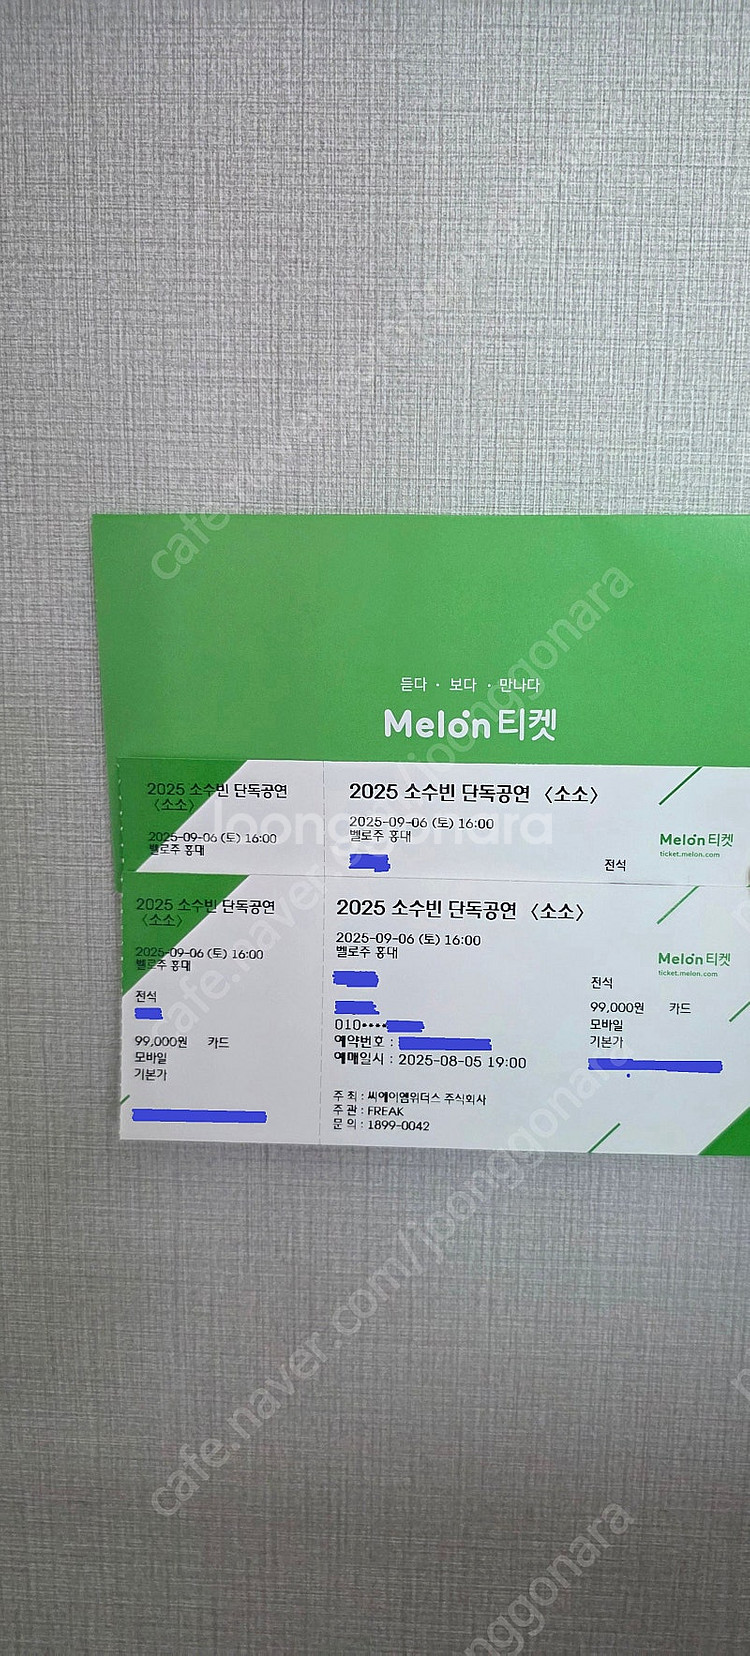 듣다 · 보다 · 만나다
Melon 티켓
2025 소수빈 단독공연
〈소소〉
2025-09-06 (토) 16:00
벨로주 홍대
2025 소수빈 단독공연 〈소소〉
2025-09-06 (토) 16:00
벨로주 홍대
전석
Melon 티켓
ticket.melon.com
2025 소수빈 단독공연
〈소소〉
2025-09-06 (토) 16:00
벨로주 홍대
전석
99,000원 카드
모바일
기본가
2025 소수빈 단독공연 〈소소〉
2025-09-06 (토) 16:00
벨로주 홍대
010••••
예약번호 :
예매일시 : 2025-08-05 19:00
주 최 : 씨에이엠위더스 주식회사
주 관 : FREAK
문 의 : 1899-0042
Melon 티켓
ticket.melon.com
전석
99,000원 카드
모바일
기본가
joonggonara
cafe.naver.com/joonggonara
cafe.naver.com/joonggonara